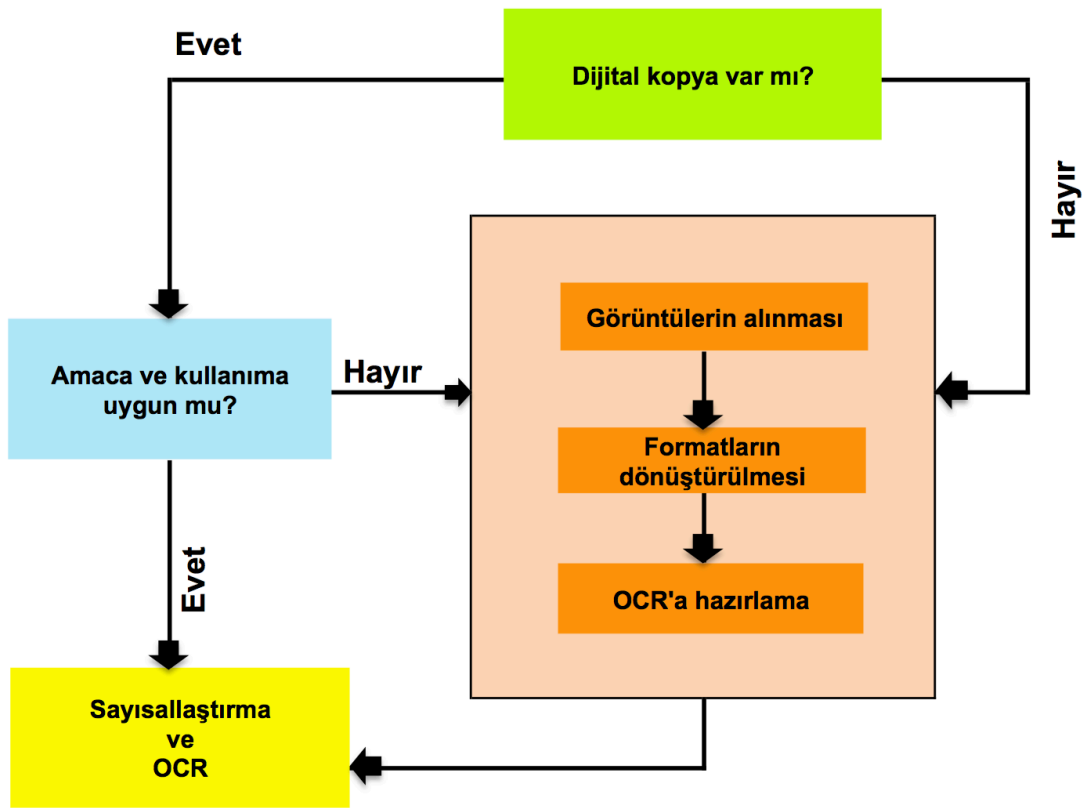 Evet
Dijital kopya var mı?
Hayır
Görüntülerin alınması
Amaca ve kullanıma
uygun mu?
Hayır
Formatların
dönüştürülmesi
Evet
OCR'a hazırlama
Sayısallaştırma
ve
OCR